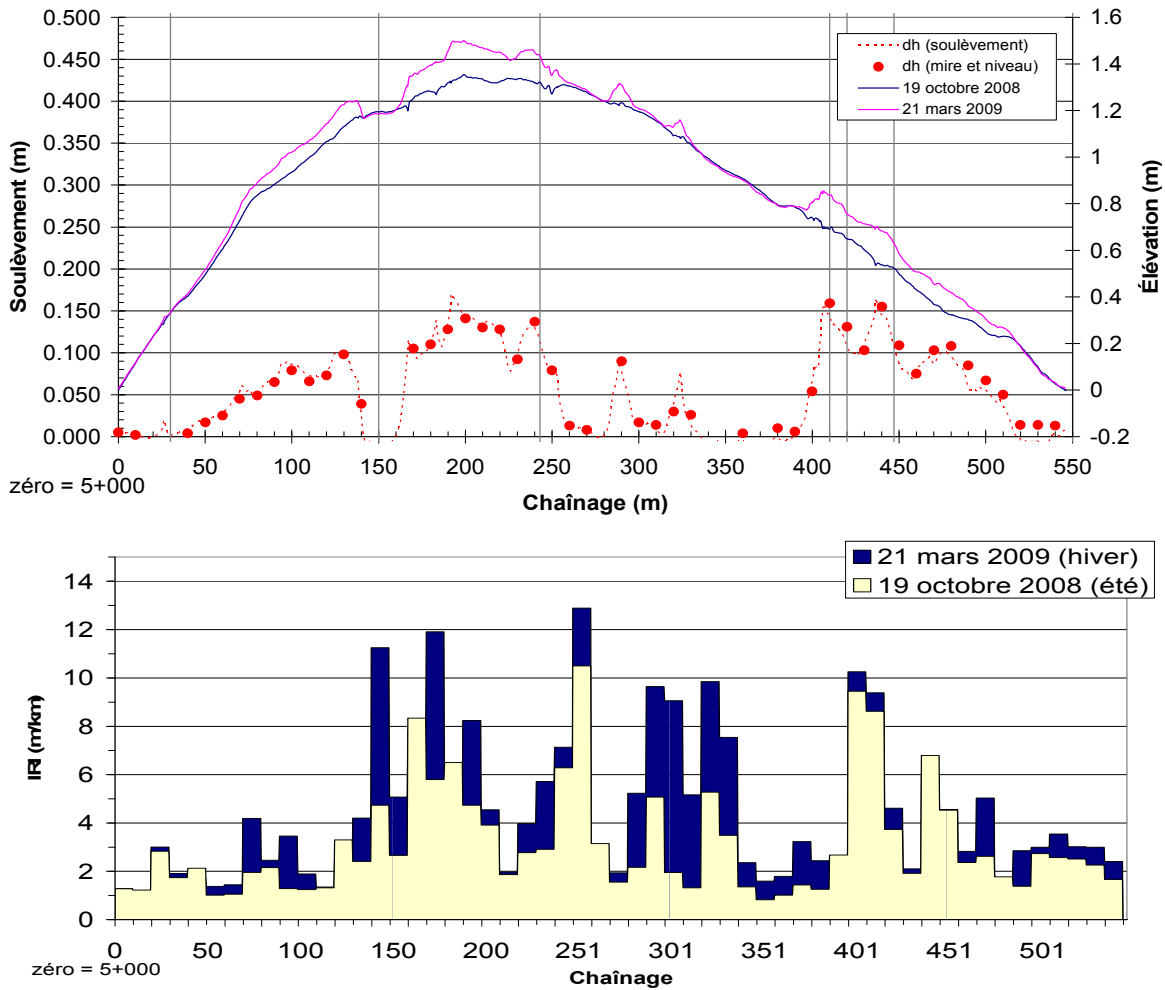 0.500
0.450
0.400
0.350
0.300
0.250
0.200
0.150
0.100
0.050
0.000
Soulèvement (m)
1.6
1.4
1.2
1
0.8
0.6
0.4
0.2
0
-0.2
Élévation (m)
dh (soulèvement)
dh (mire et niveau)
19 octobre 2008
21 mars 2009
0 50 100 150 200 250 300 350 400 450 500 550
zéro = 5+000
Chaînage (m)
21 mars 2009 (hiver)
19 octobre 2008 (été)
14
12
10
8
6
4
2
0
IRI (m/km)
0 50 100 150 200 251 301 351 401 451 501
zéro = 5+000
Chaînage